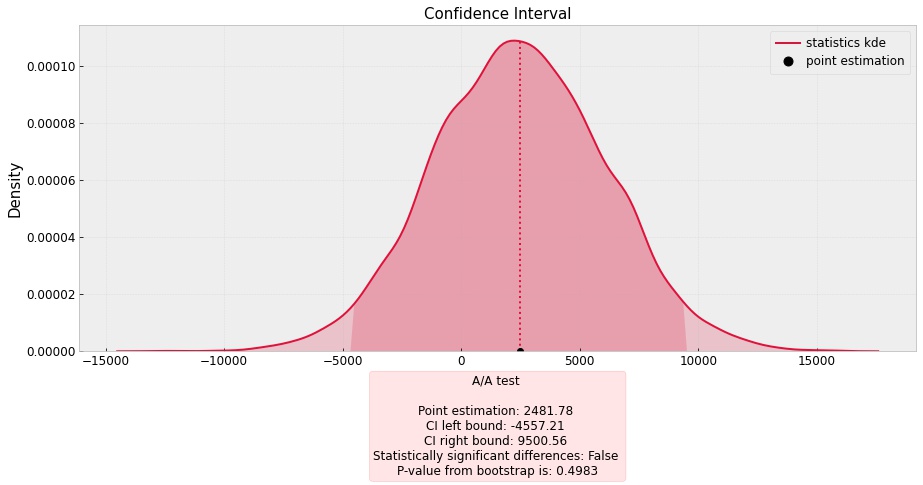 Confidence Interval
statistics kde
point estimation
Density
0.00010
0.00008
0.00006
0.00004
0.00002
0.00000
−15000
−10000
−5000
0
5000
10000
15000
A/A test
Point estimation: 2481.78
CI left bound: -4557.21
CI right bound: 9500.56
Statistically significant differences: False
P-value from bootstrap is: 0.4983